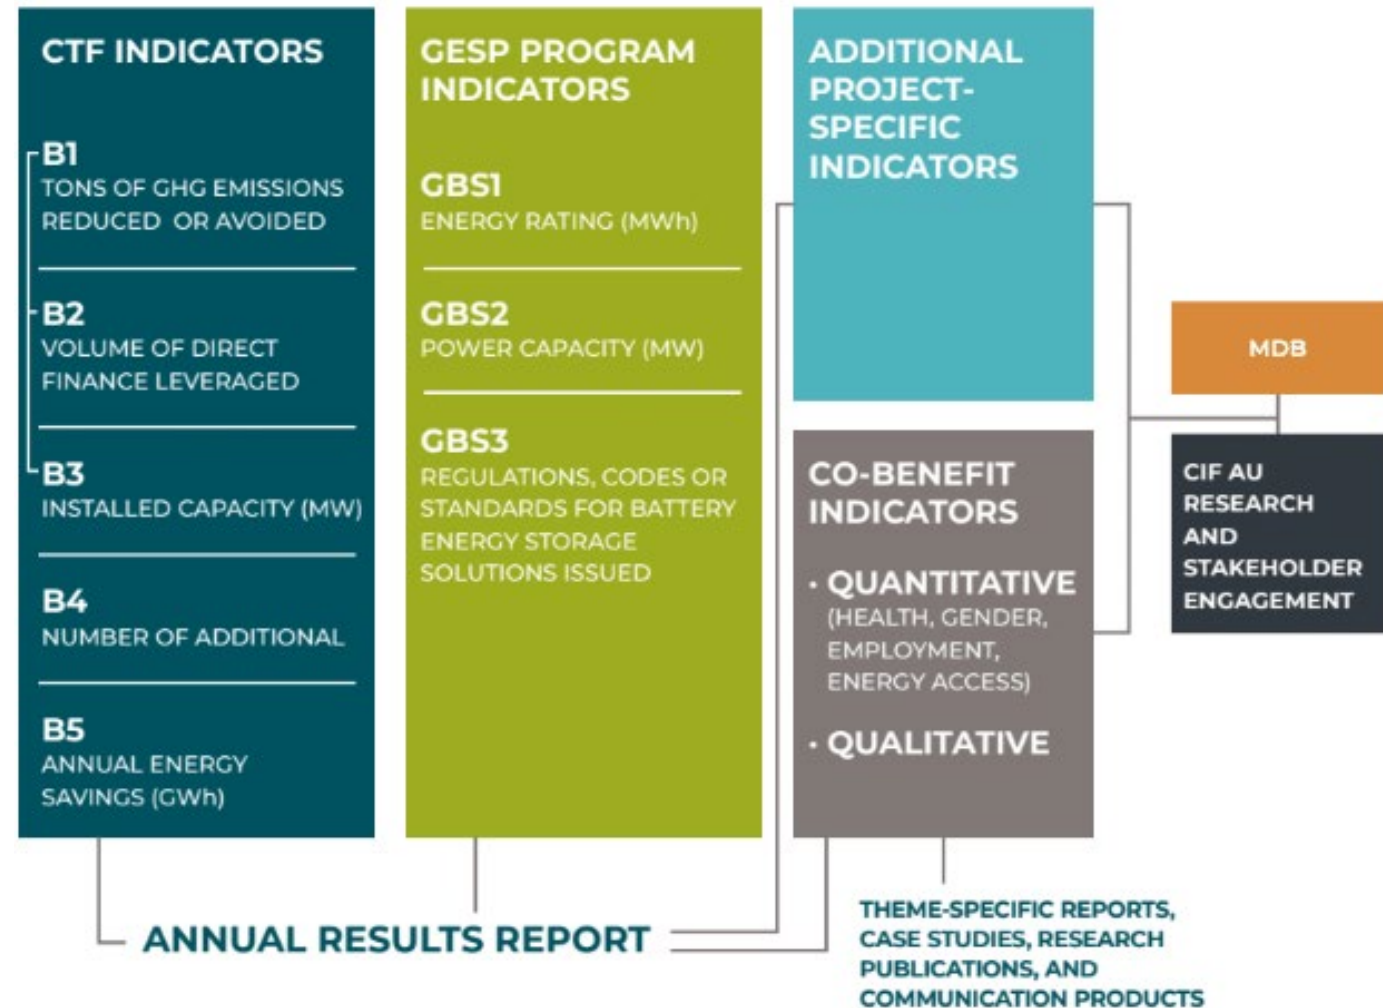 CTF INDICATORS
B1
TONS OF GHG EMISSIONS
REDUCED OR AVOIDED
B2
VOLUME OF DIRECT
FINANCE LEVERAGED
B3
INSTALLED CAPACITY (MW)
B4
NUMBER OF ADDITIONAL
B5
ANNUAL ENERGY
SAVINGS (GWh)
GESP PROGRAM
INDICATORS
GBS1
ENERGY RATING (MWh)
GBS2
POWER CAPACITY (MW)
GBS3
REGULATIONS, CODES OR
STANDARDS FOR BATTERY
ENERGY STORAGE
SOLUTIONS ISSUED
ADDITIONAL
PROJECT-
SPECIFIC
INDICATORS
CO-BENEFIT
INDICATORS
· QUANTITATIVE
(HEALTH, GENDER,
EMPLOYMENT,
ENERGY ACCESS)
· QUALITATIVE
MDB
CIF AU
RESEARCH
AND
STAKEHOLDER
ENGAGEMENT
ANNUAL RESULTS REPORT
THEME-SPECIFIC REPORTS,
CASE STUDIES, RESEARCH
PUBLICATIONS, AND
COMMUNICATION PRODUCTS